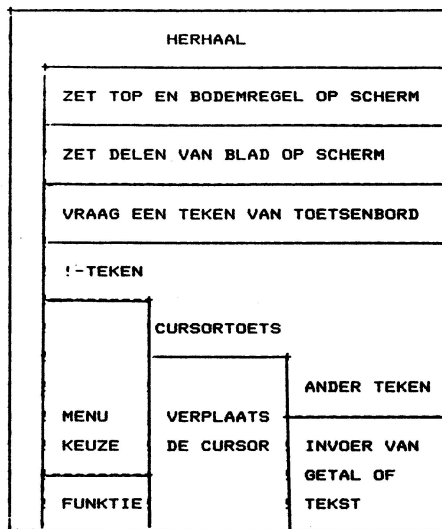 HERHAAL
ZET TOP EN BODEMREGEL OP SCHERM
ZET DELEN VAN BLAD OP SCHERM
VRAAG EEN TEKEN VAN TOETSENBORD
!-TEKEN
CURSORTOETS
ANDER TEKEN
MENU
KEUZE
FUNKTIE
VERPLAATS
DE CURSOR
INVOER VAN
GETAL OF
TEKST